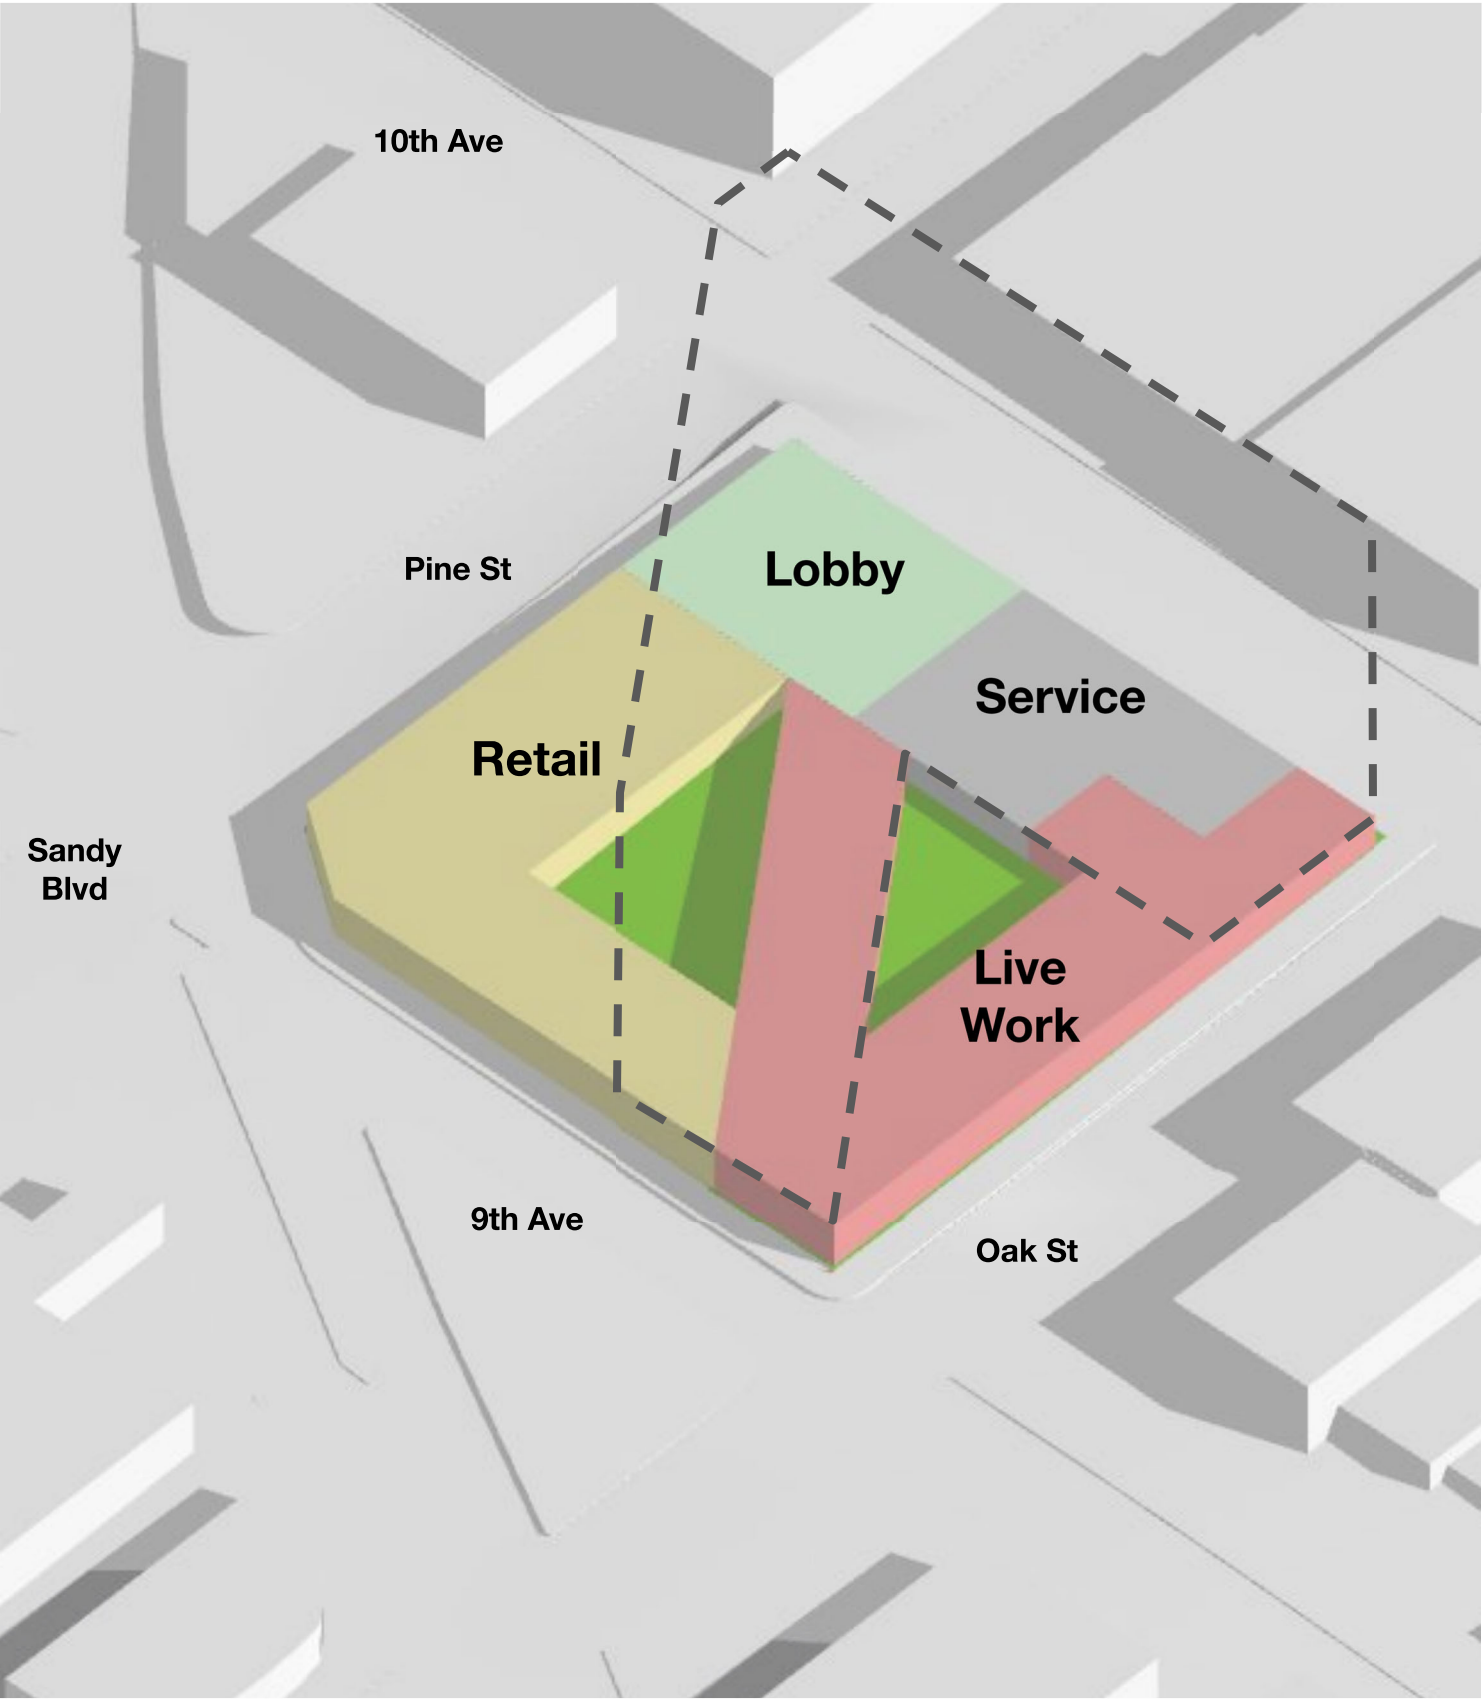 10th Ave
Pine St
Lobby
Service
Retail
Sandy
Blvd
Live
Work
9th Ave
Oak St